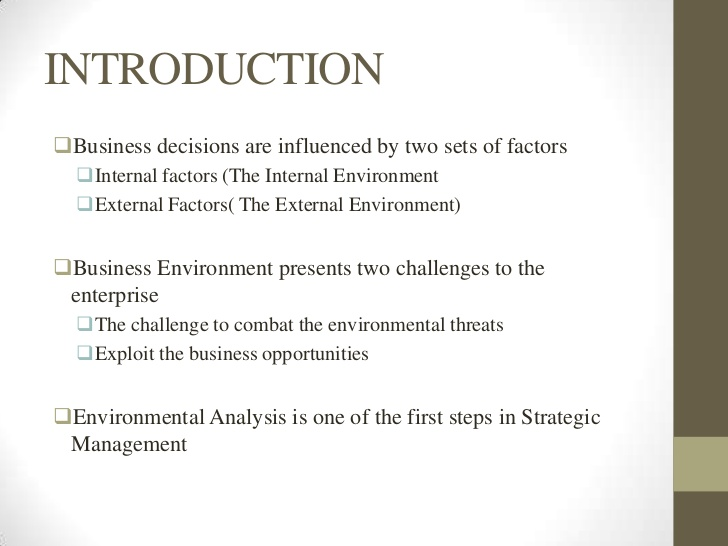 INTRODUCTION
❑Business decisions are influenced by two sets of factors
❑Internal factors (The Internal Environment
❑External Factors( The External Environment)
❑Business Environment presents two challenges to the
enterprise
❑The challenge to combat the environmental threats
❑Exploit the business opportunities
❑Environmental Analysis is one of the first steps in Strategic
Management